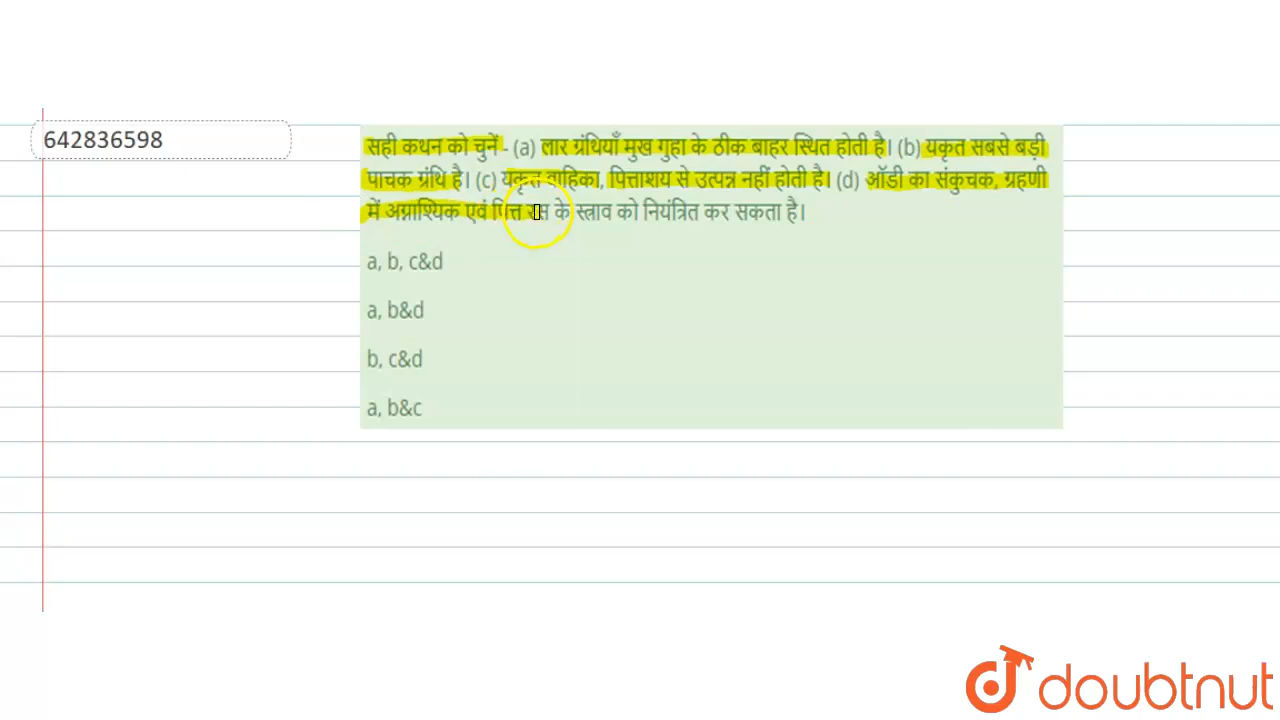 642836598
सही कथन को चुनें - (a) लार ग्रंथियाँ मुख गुहा के ठीक बाहर स्थित होती है। (b) यकृत सबसे बड़ी
पाचक ग्रंथि है। (c) यकृत वाहिका, पित्ताशय से उत्पन्न नहीं होती है। (d) ऑडी का संकुचक, ग्रहणी
में अग्नाश्यिक एवं पित्त रस के स्त्राव को नियंत्रित कर सकता है।
a, b, c&d
a, b&d
b, c&d
a, b&c
doubtnut